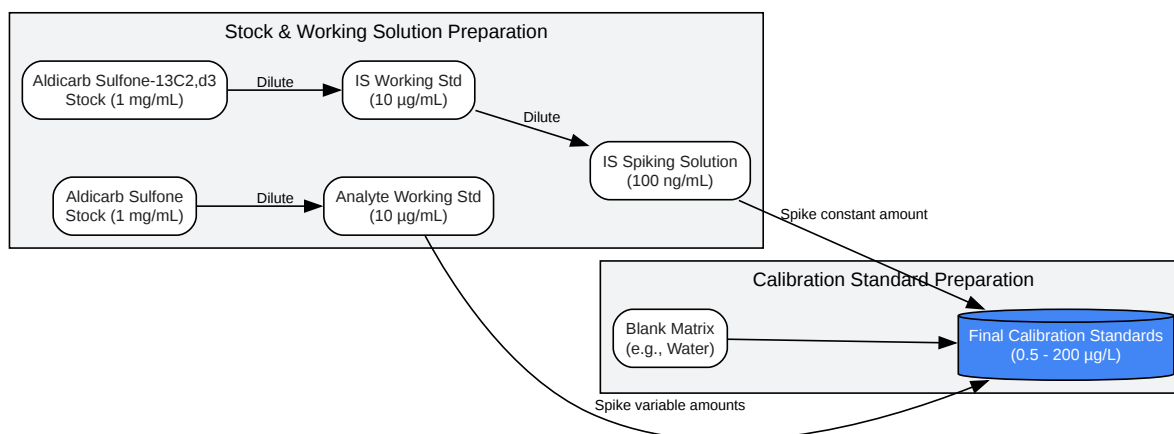 Stock & Working Solution Preparation
Aldicarb Sulfone-13C2,d3
Stock (1 mg/mL)
Dilute
IS Working Std
(10 µg/mL)
Dilute
IS Spiking Solution
(100 ng/mL)
Aldicarb Sulfone
Stock (1 mg/mL)
Dilute
Analyte Working Std
(10 µg/mL)
Spike constant amount
Calibration Standard Preparation
Blank Matrix
(e.g., Water)
Final Calibration Standards
(0.5 - 200 µg/L)
Spike variable amounts